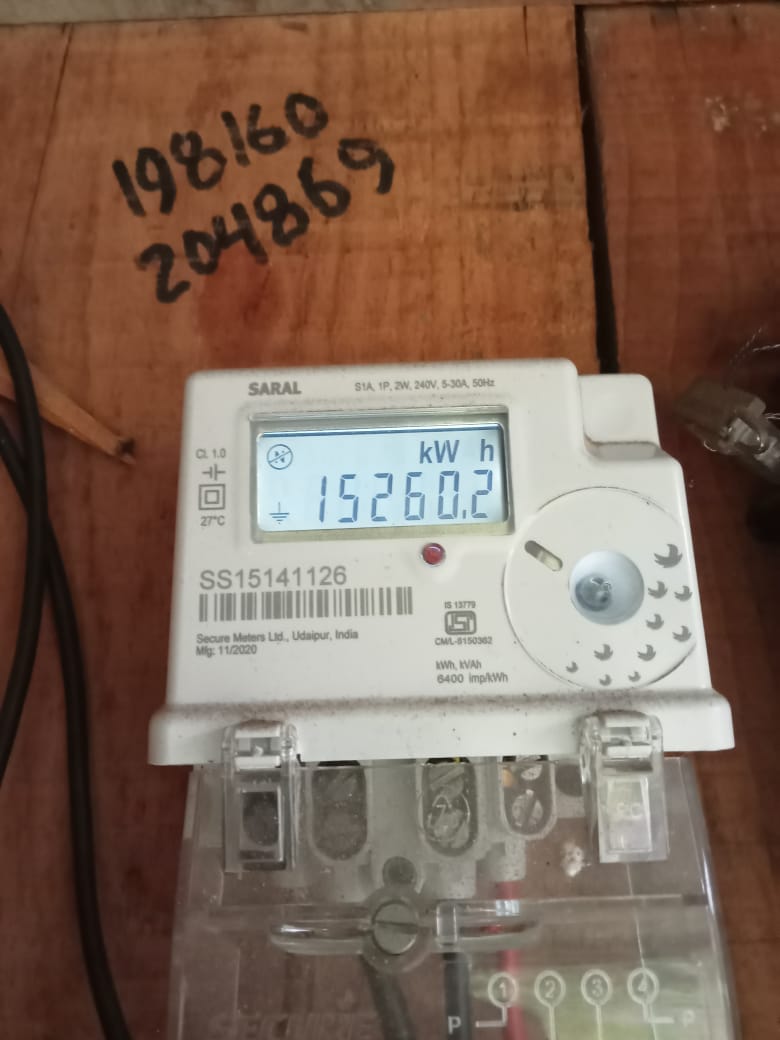 198160
204869
SARAL
S1A, 1P, 2W, 240V, 5-30A, 50Hz
Cl. 1.0
27°C
kW h
15260.2
SS15141126
Secure Meters Ltd., Udaipur, India
Mfg: 11/2020
IS 13779
ISI
CM/L-8150362
kWh, kVAh
6400 imp/kWh
1 2 3 4
P P
SECURE